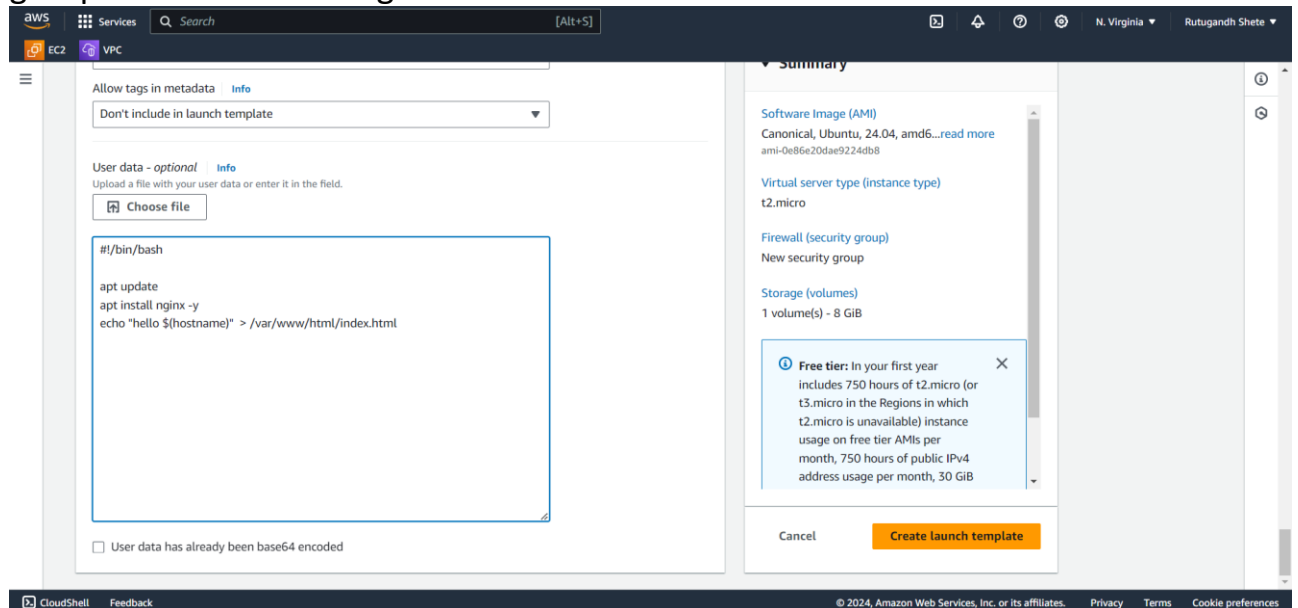 aws
Services
Search
[Alt+S]
N. Virginia ▼
Rutugandh Shete ▼
EC2
VPC
Allow tags in metadata
Info
Don't include in launch template
User data - optional
Info
Upload a file with your user data or enter it in the field.
Choose file
#!/bin/bash
apt update
apt install nginx -y
echo "hello $(hostname)" > /var/www/html/index.html
User data has already been base64 encoded
Summary
Software Image (AMI)
Canonical, Ubuntu, 24.04, amd6...read more
ami-0e86e20dae9224db8
Virtual server type (instance type)
t2.micro
Firewall (security group)
New security group
Storage (volumes)
1 volume(s) - 8 GiB
Free tier: In your first year
includes 750 hours of t2.micro (or
t3.micro in the Regions in which
t2.micro is unavailable) instance
usage on free tier AMIs per
month, 750 hours of public IPv4
address usage per month, 30 GiB
Cancel
Create launch template
CloudShell
Feedback
© 2024, Amazon Web Services, Inc. or its affiliates.
Privacy
Terms
Cookie preferences